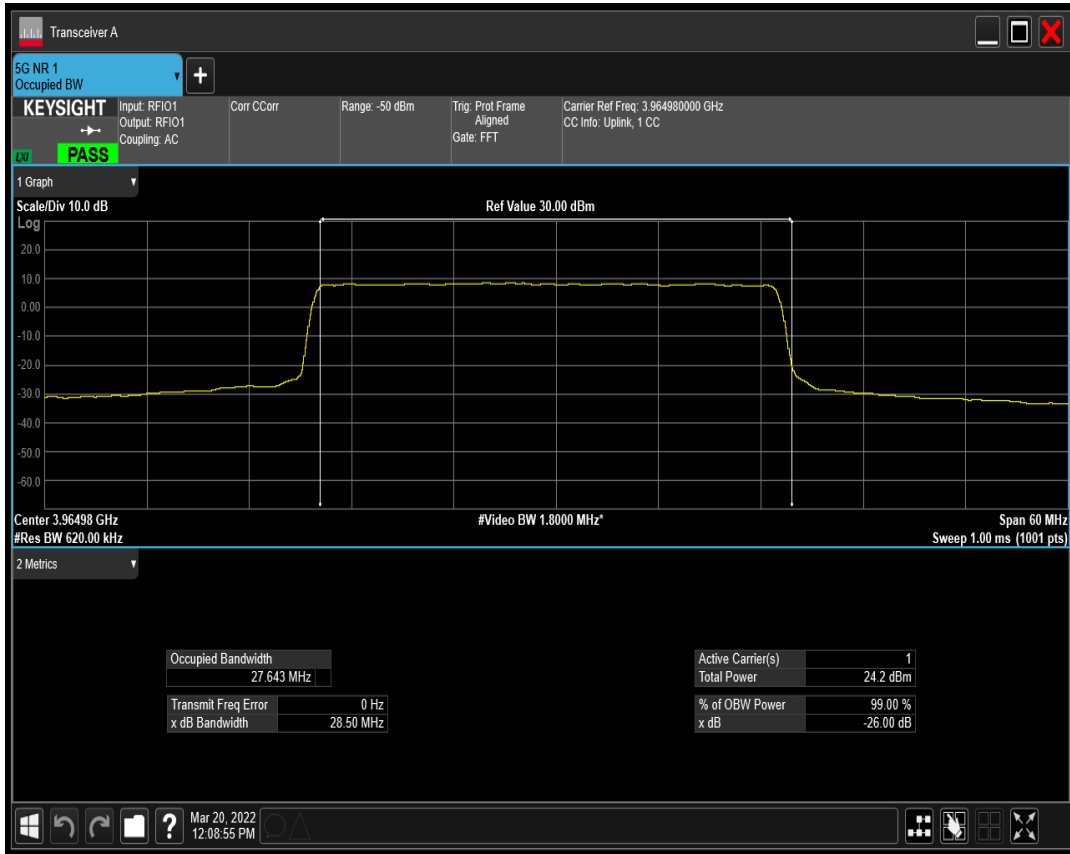 Transceiver A
5G NR 1
Occupied BW
+
KEYSIGHT
LXI
PASS
Input: RFIO1
Output: RFIO1
Coupling: AC
Corr CCorr
Range: -50 dBm
Trig: Prot Frame
Aligned
Gate: FFT
Carrier Ref Freq: 3.964980000 GHz
CC Info: Uplink, 1 CC
1 Graph
Scale/Div 10.0 dB
Ref Value 30.00 dBm
Log
20.0
10.0
0.00
-10.0
-20.0
-30.0
-40.0
-50.0
-60.0
Center 3.96498 GHz
#Video BW 1.8000 MHz*
Span 60 MHz
#Res BW 620.00 kHz
Sweep 1.00 ms (1001 pts)
2 Metrics
Occupied Bandwidth
27.643 MHz
Transmit Freq Error 0 Hz
x dB Bandwidth 28.50 MHz
Active Carrier(s) 1
Total Power 24.2 dBm
% of OBW Power 99.00 %
x dB -26.00 dB
?
Mar 20, 2022
12:08:55 PM